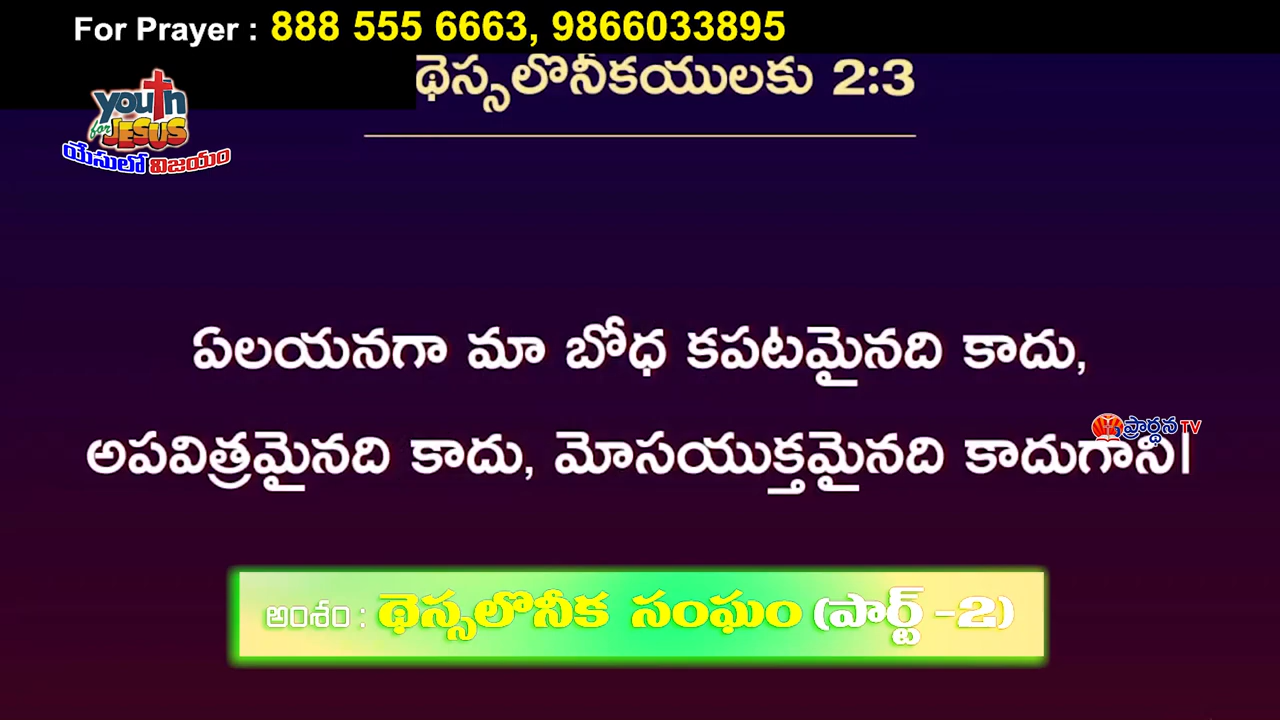 For Prayer : 888 555 6663, 9866033895
థెస్సలొనీకయులకు 2:3
youth
for JESUS
యేసులో విజయం
ఏలయనగా మా బోధ కపటమైనది కాదు,
ప్రార్థన TV
అపవిత్రమైనది కాదు, మోసయుక్తమైనది కాదుగాని।
అంశం : థెస్సలొనీక సంఘం (పార్ట్ -2)